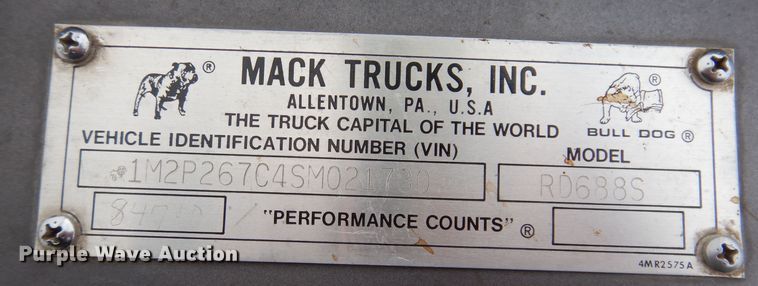 MACK TRUCKS, INC.
ALLENTOWN, PA., U.S.A
THE TRUCK CAPITAL OF THE WORLD
BULL DOG ®
VEHICLE IDENTIFICATION NUMBER (VIN) MODEL
1M2P267C4SM021730 RD688S
"PERFORMANCE COUNTS" ®
4MR2575A
Purple Wave Auction